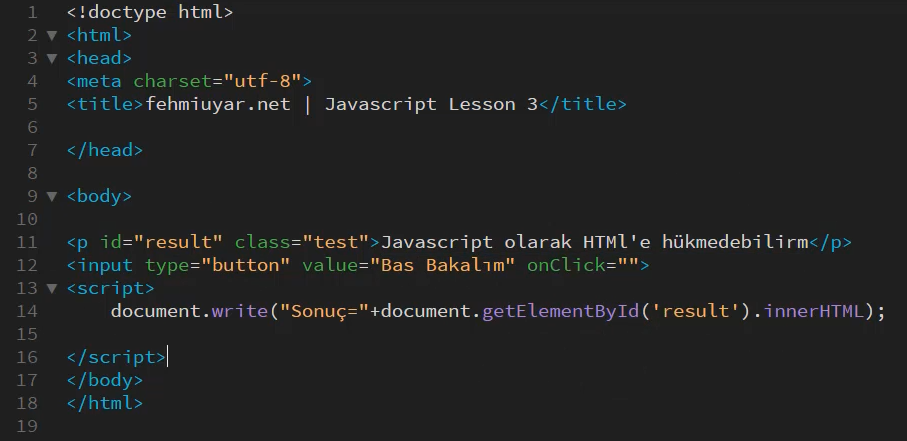 1 <!doctype html>
2 ▼ <html>
3 ▼ <head>
4 <meta charset="utf-8">
5 <title>fehmiuyar.net | Javascript Lesson 3</title>
6
7 </head>
8
9 ▼ <body>
10
11 <p id="result" class="test">Javascript olarak HTMl'e hükmedebilirm</p>
12 <input type="button" value="Bas Bakalım" onClick="">
13 ▼ <script>
14     document.write("Sonuç="+document.getElementById('result').innerHTML);
15
16 </script>
17 </body>
18 </html>
19